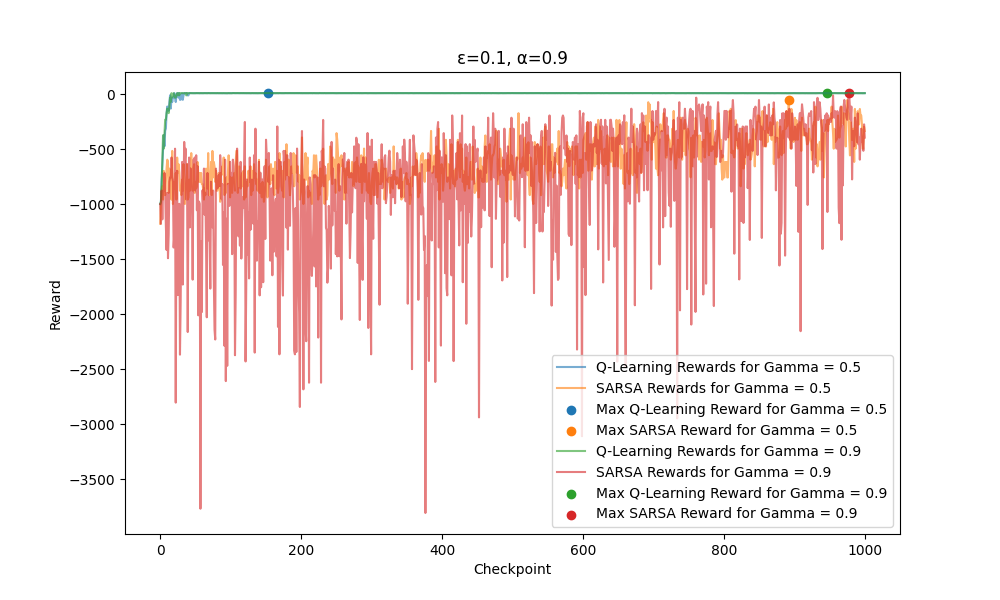 ε=0.1, α=0.9
Reward
0
−500
−1000
−1500
−2000
−2500
−3000
−3500
Q-Learning Rewards for Gamma = 0.5
SARSA Rewards for Gamma = 0.5
Max Q-Learning Reward for Gamma = 0.5
Max SARSA Reward for Gamma = 0.5
Q-Learning Rewards for Gamma = 0.9
SARSA Rewards for Gamma = 0.9
Max Q-Learning Reward for Gamma = 0.9
Max SARSA Reward for Gamma = 0.9
0 200 400 600 800 1000
Checkpoint